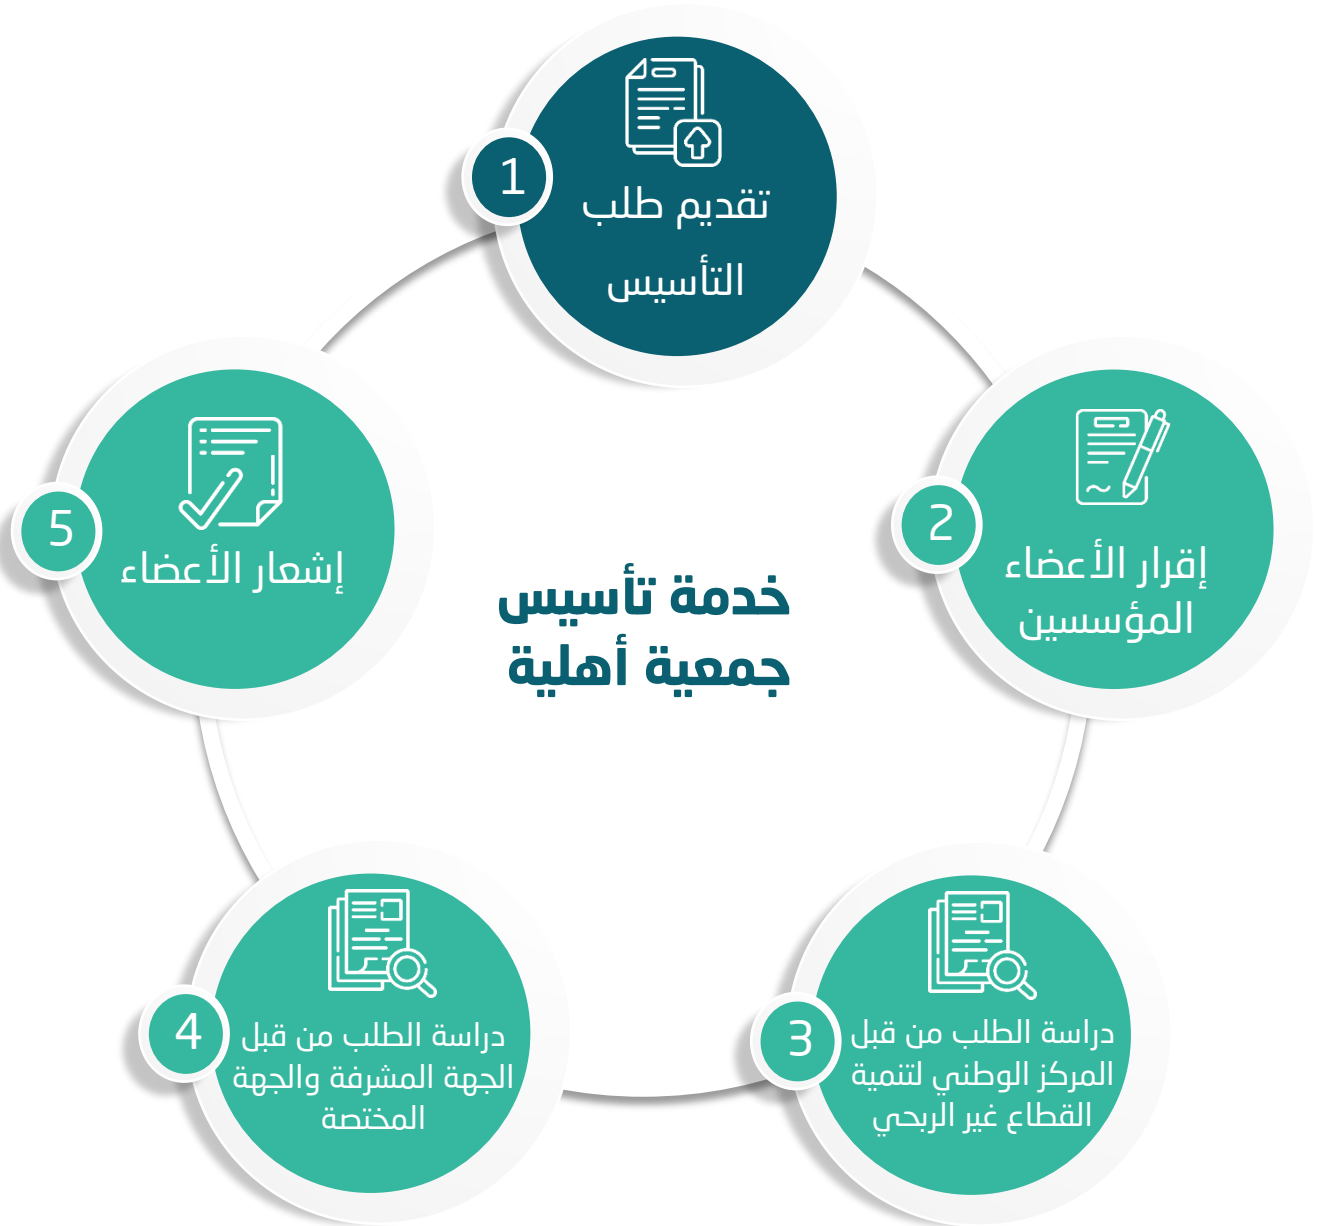 خدمة تأسيس
جمعية أهلية
1
تقديم طلب
التأسيس
2
إقرار الأعضاء
المؤسسين
3
دراسة الطلب من قبل
المركز الوطني لتنمية
القطاع غير الربحي
4
دراسة الطلب من قبل
الجهة المشرفة والجهة
المختصة
5
إشعار الأعضاء